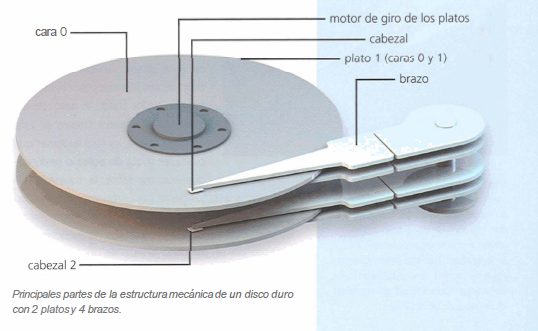 motor de giro de los platos
cara 0
cabezal
plato 1 (caras 0 y 1)
brazo
cabezal 2
Principales partes de la estructura mecánica de un disco duro
con 2 platos y 4 brazos.